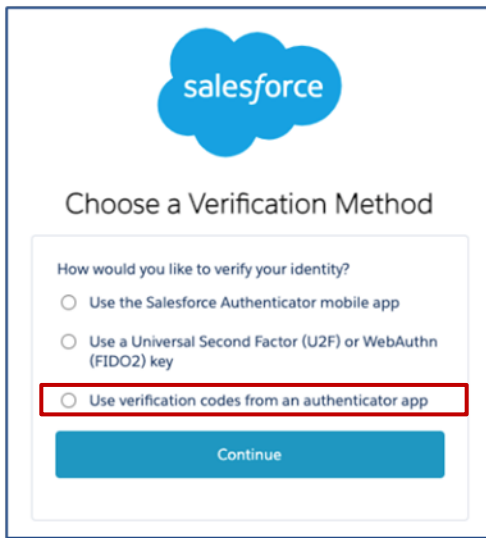 salesforce
Choose a Verification Method
How would you like to verify your identity?
Use the Salesforce Authenticator mobile app
Use a Universal Second Factor (U2F) or WebAuthn
(FIDO2) key
Use verification codes from an authenticator app
Continue